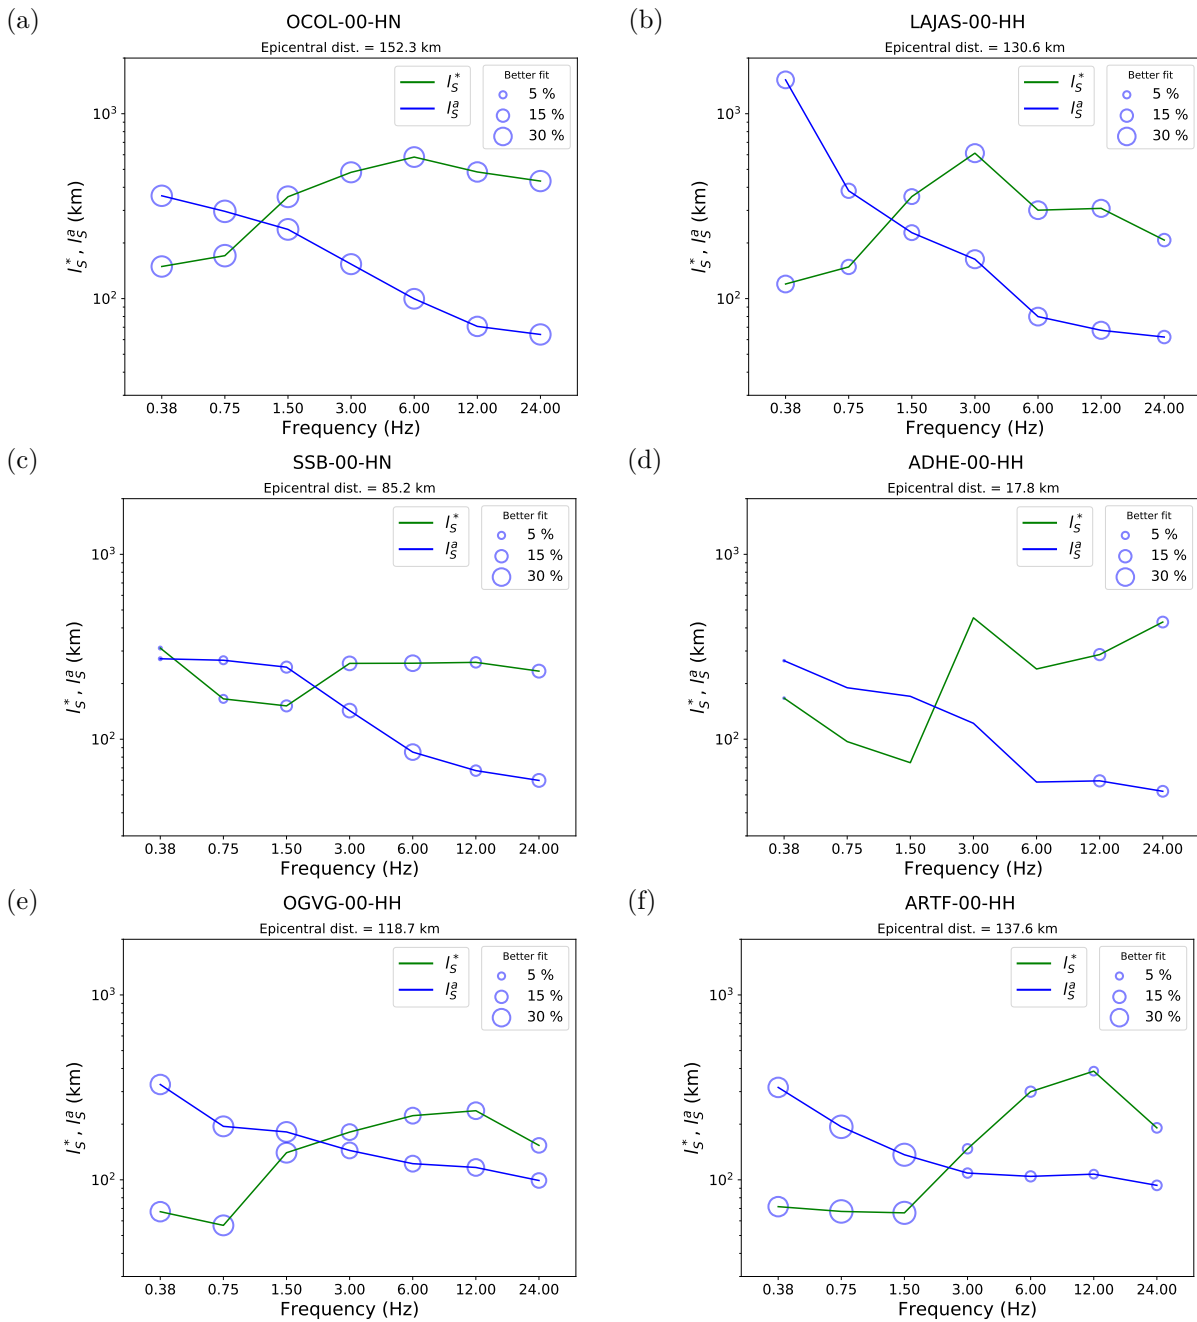 (a)
OCOL-00-HN
Epicentral dist. = 152.3 km
l_S^*
l_S^a
Better fit
5 %
15 %
30 %
10^3
10^2
l_S^* , l_S^a (km)
0.38 0.75 1.50 3.00 6.00 12.00 24.00
Frequency (Hz)
(b)
LAJAS-00-HH
Epicentral dist. = 130.6 km
l_S^*
l_S^a
Better fit
5 %
15 %
30 %
10^3
10^2
l_S^* , l_S^a (km)
0.38 0.75 1.50 3.00 6.00 12.00 24.00
Frequency (Hz)
(c)
SSB-00-HN
Epicentral dist. = 85.2 km
l_S^*
l_S^a
Better fit
5 %
15 %
30 %
10^3
10^2
l_S^* , l_S^a (km)
0.38 0.75 1.50 3.00 6.00 12.00 24.00
Frequency (Hz)
(d)
ADHE-00-HH
Epicentral dist. = 17.8 km
l_S^*
l_S^a
Better fit
5 %
15 %
30 %
10^3
10^2
l_S^* , l_S^a (km)
0.38 0.75 1.50 3.00 6.00 12.00 24.00
Frequency (Hz)
(e)
OGVG-00-HH
Epicentral dist. = 118.7 km
l_S^*
l_S^a
Better fit
5 %
15 %
30 %
10^3
10^2
l_S^* , l_S^a (km)
0.38 0.75 1.50 3.00 6.00 12.00 24.00
Frequency (Hz)
(f)
ARTF-00-HH
Epicentral dist. = 137.6 km
l_S^*
l_S^a
Better fit
5 %
15 %
30 %
10^3
10^2
l_S^* , l_S^a (km)
0.38 0.75 1.50 3.00 6.00 12.00 24.00
Frequency (Hz)